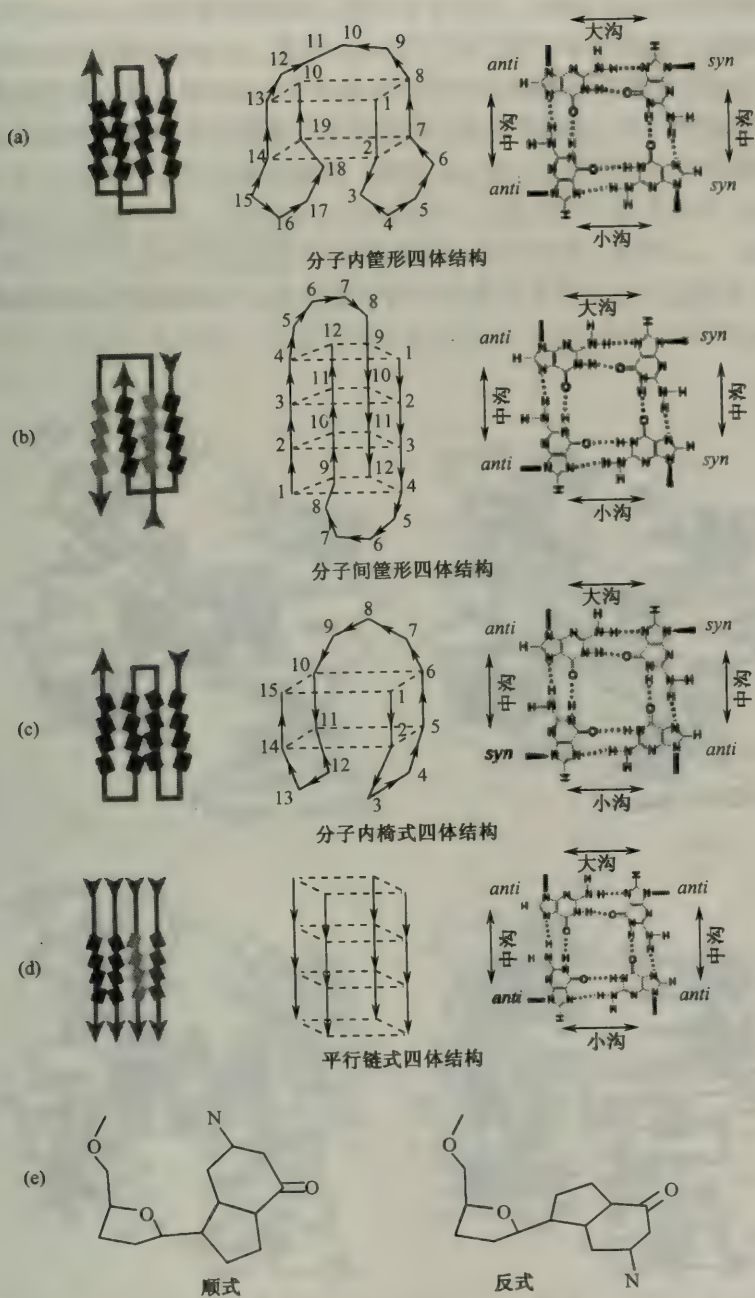 (a)
12 11 10 9
10 8
13 1
19 7
14 2
18 6
15 3
16 17 4 5
大沟
anti syn
中沟 中沟
anti syn
小沟
分子内筐形四体结构
(b)
6 7
5 8
12 9
4 1
11 10
3 2
10 11
2 3
9 12
1 4
8 5
7 6
大沟
anti syn
中沟 中沟
anti syn
小沟
分子间筐形四体结构
(c)
8
9 7
10 6
15 1
11 5
14 2
12 4
13 3
大沟
anti syn
中沟 中沟
syn anti
小沟
分子内椅式四体结构
(d)
大沟
anti anti
中沟 中沟
anti anti
小沟
平行链式四体结构
(e)
N
O O O
顺式
O O O
N
反式